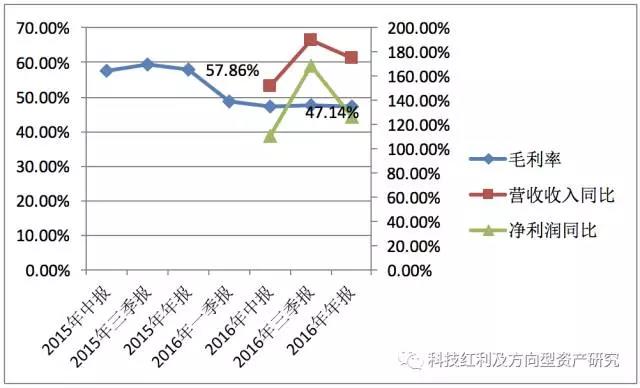 70.00%
60.00%
50.00%
40.00%
30.00%
20.00%
10.00%
0.00%
200.00%
180.00%
160.00%
140.00%
120.00%
100.00%
80.00%
60.00%
40.00%
20.00%
0.00%
57.86%
47.14%
毛利率
营收收入同比
净利润同比
2015年中报
2015年三季报
2015年年报
2016年一季报
2016年中报
2016年三季报
2016年年报
科技红利及方向型资产研究